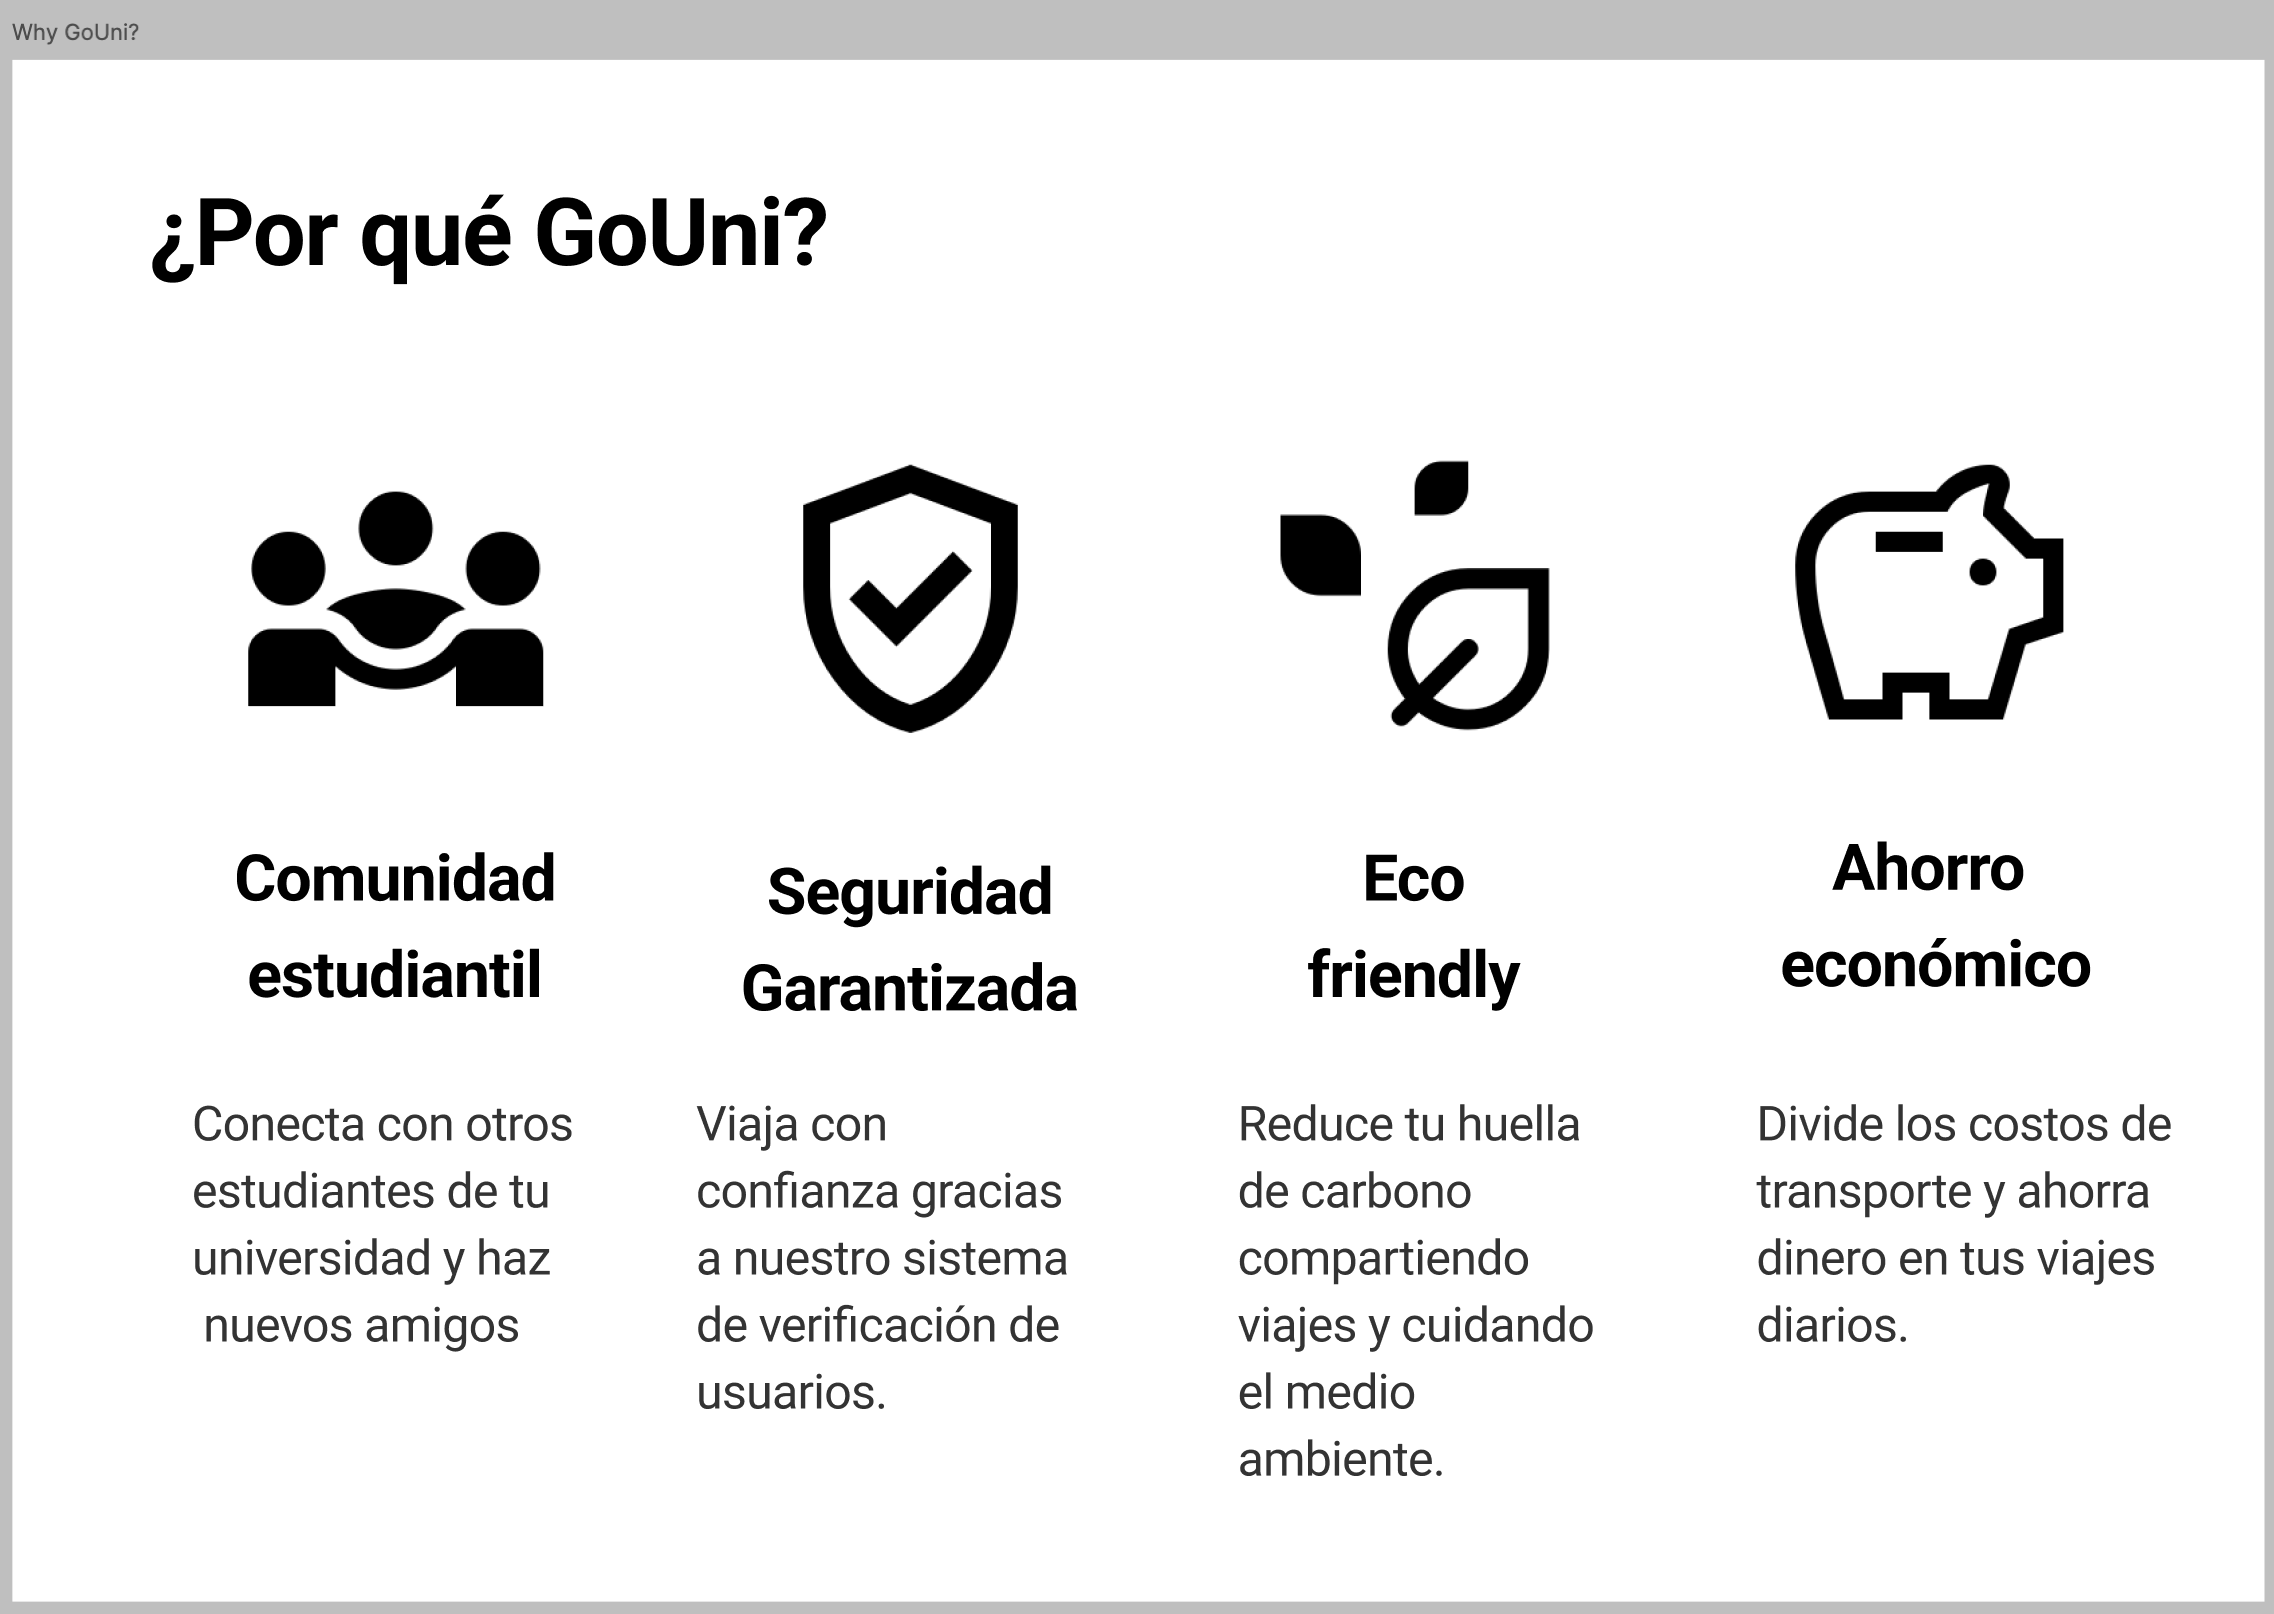 Why GoUni?
¿Por qué GoUni?
Comunidad
estudiantil
Conecta con otros
estudiantes de tu
universidad y haz
nuevos amigos
Seguridad
Garantizada
Viaja con
confianza gracias
a nuestro sistema
de verificación de
usuarios.
Eco
friendly
Reduce tu huella
de carbono
compartiendo
viajes y cuidando
el medio
ambiente.
Ahorro
económico
Divide los costos de
transporte y ahorra
dinero en tus viajes
diarios.